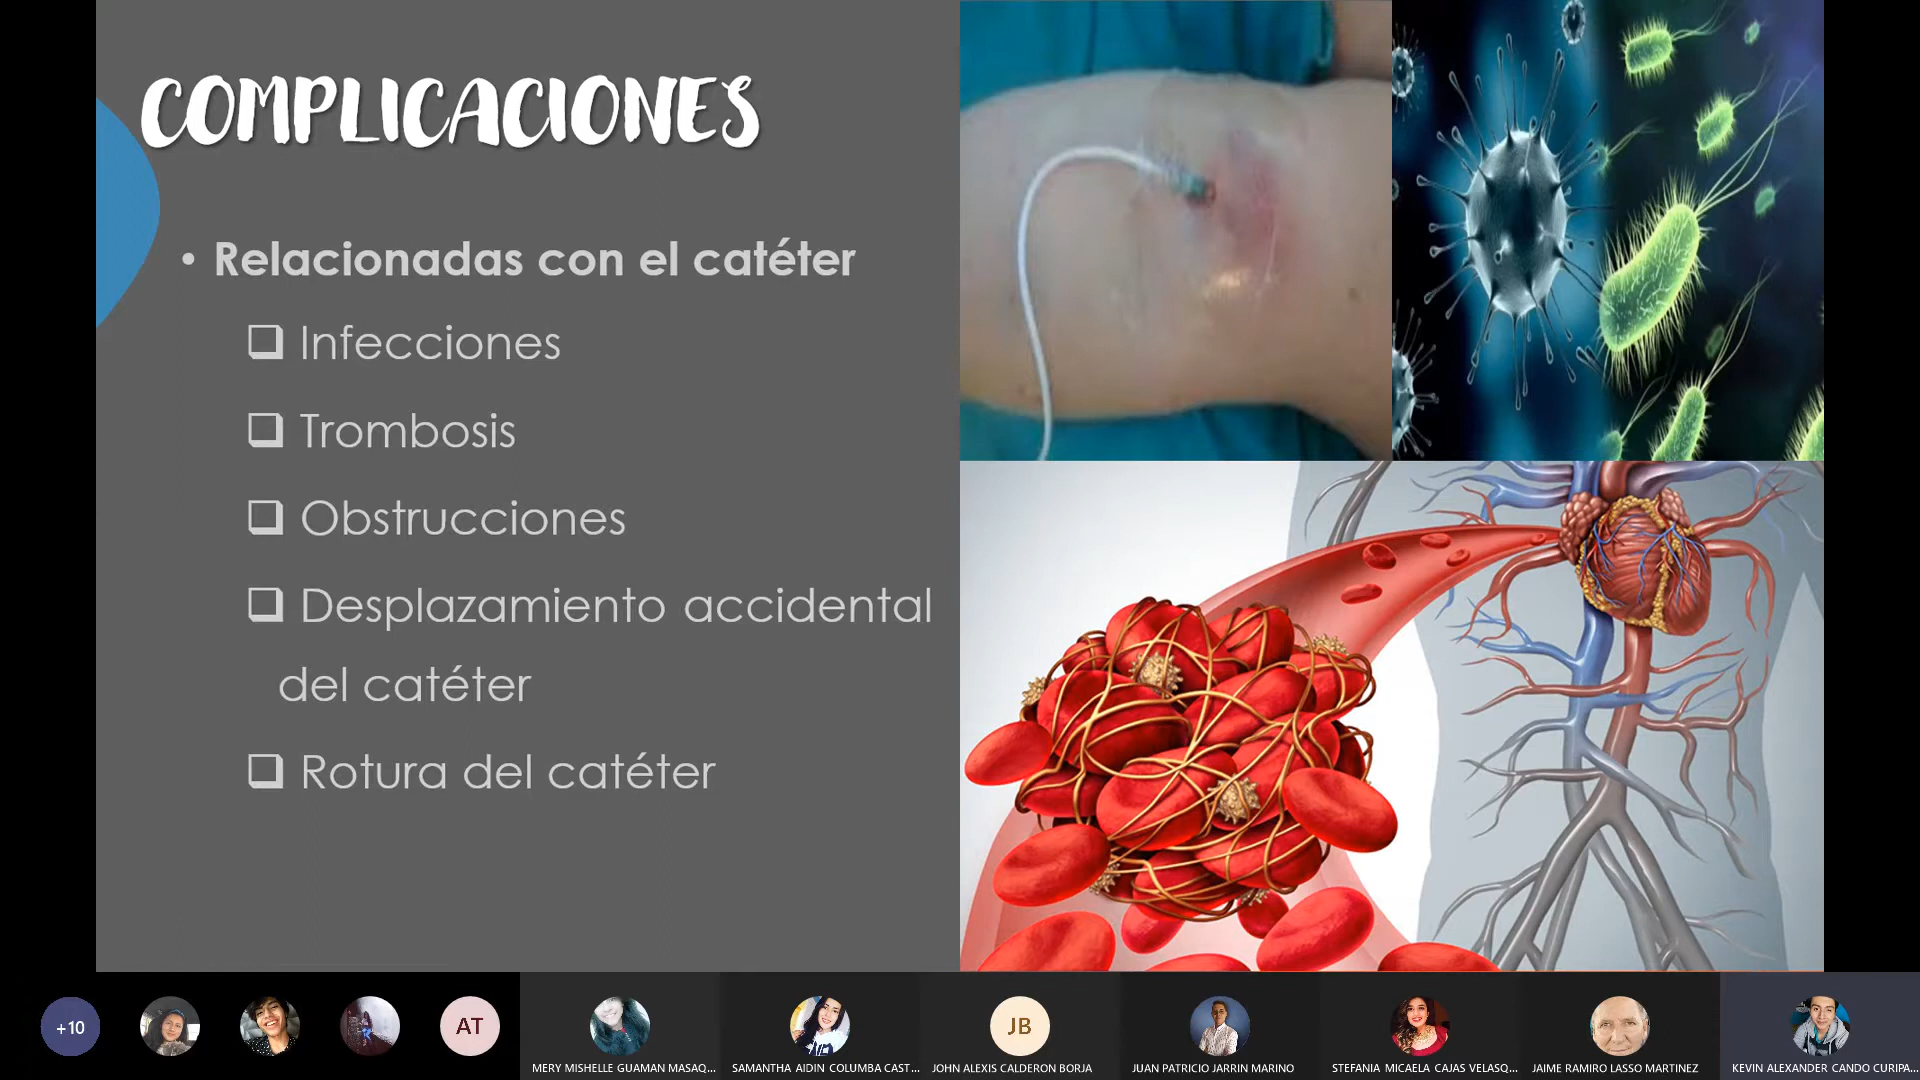 COMPLICACIONES
• Relacionadas con el catéter
❑ Infecciones
❑ Trombosis
❑ Obstrucciones
❑ Desplazamiento accidental
del catéter
❑ Rotura del catéter
+10
AT
JB
MERY MISHELLE GUAMAN MASAQ...
SAMANTHA AIDIN COLUMBA CAST...
JOHN ALEXIS CALDERON BORJA
JUAN PATRICIO JARRIN MARINO
STEFANIA MICAELA CAJAS VELASQ...
JAIME RAMIRO LASSO MARTINEZ
KEVIN ALEXANDER CANDO CURIPA...